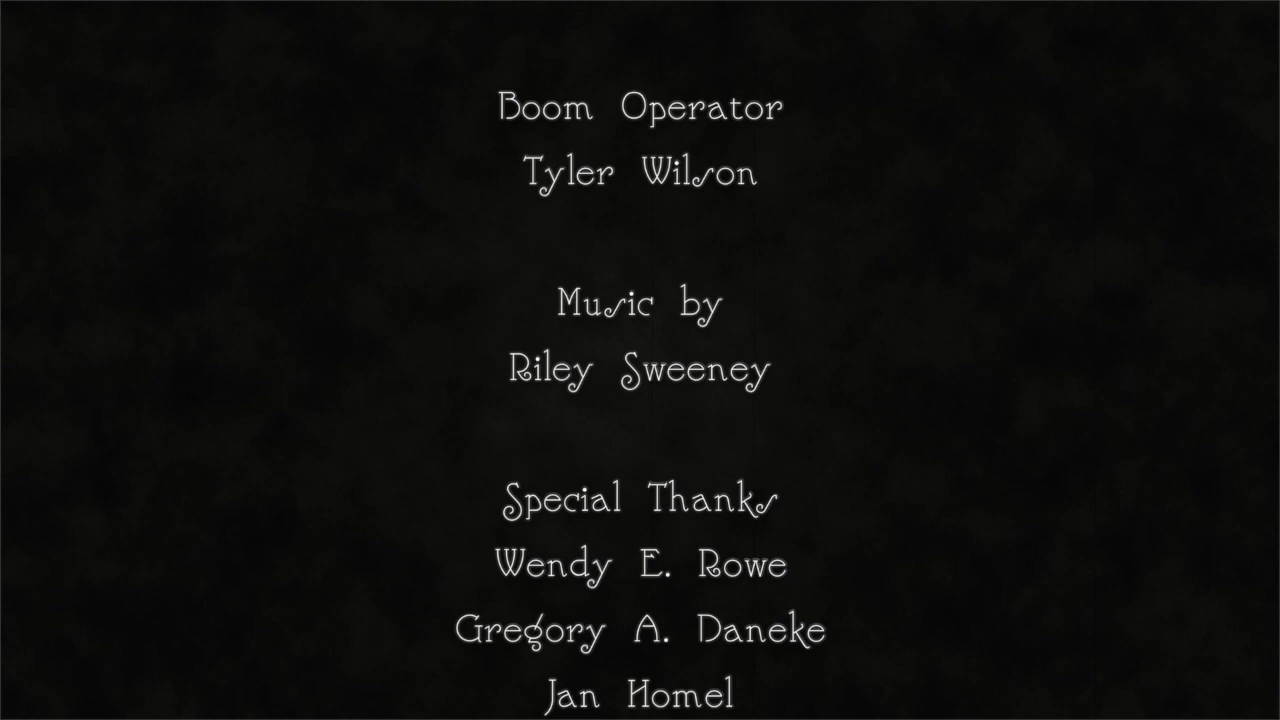 Boom Operator
Tyler Wilson
Music by
Riley Sweeney
Special Thanks
Wendy E. Rowe
Gregory A. Daneke
Jan Homel